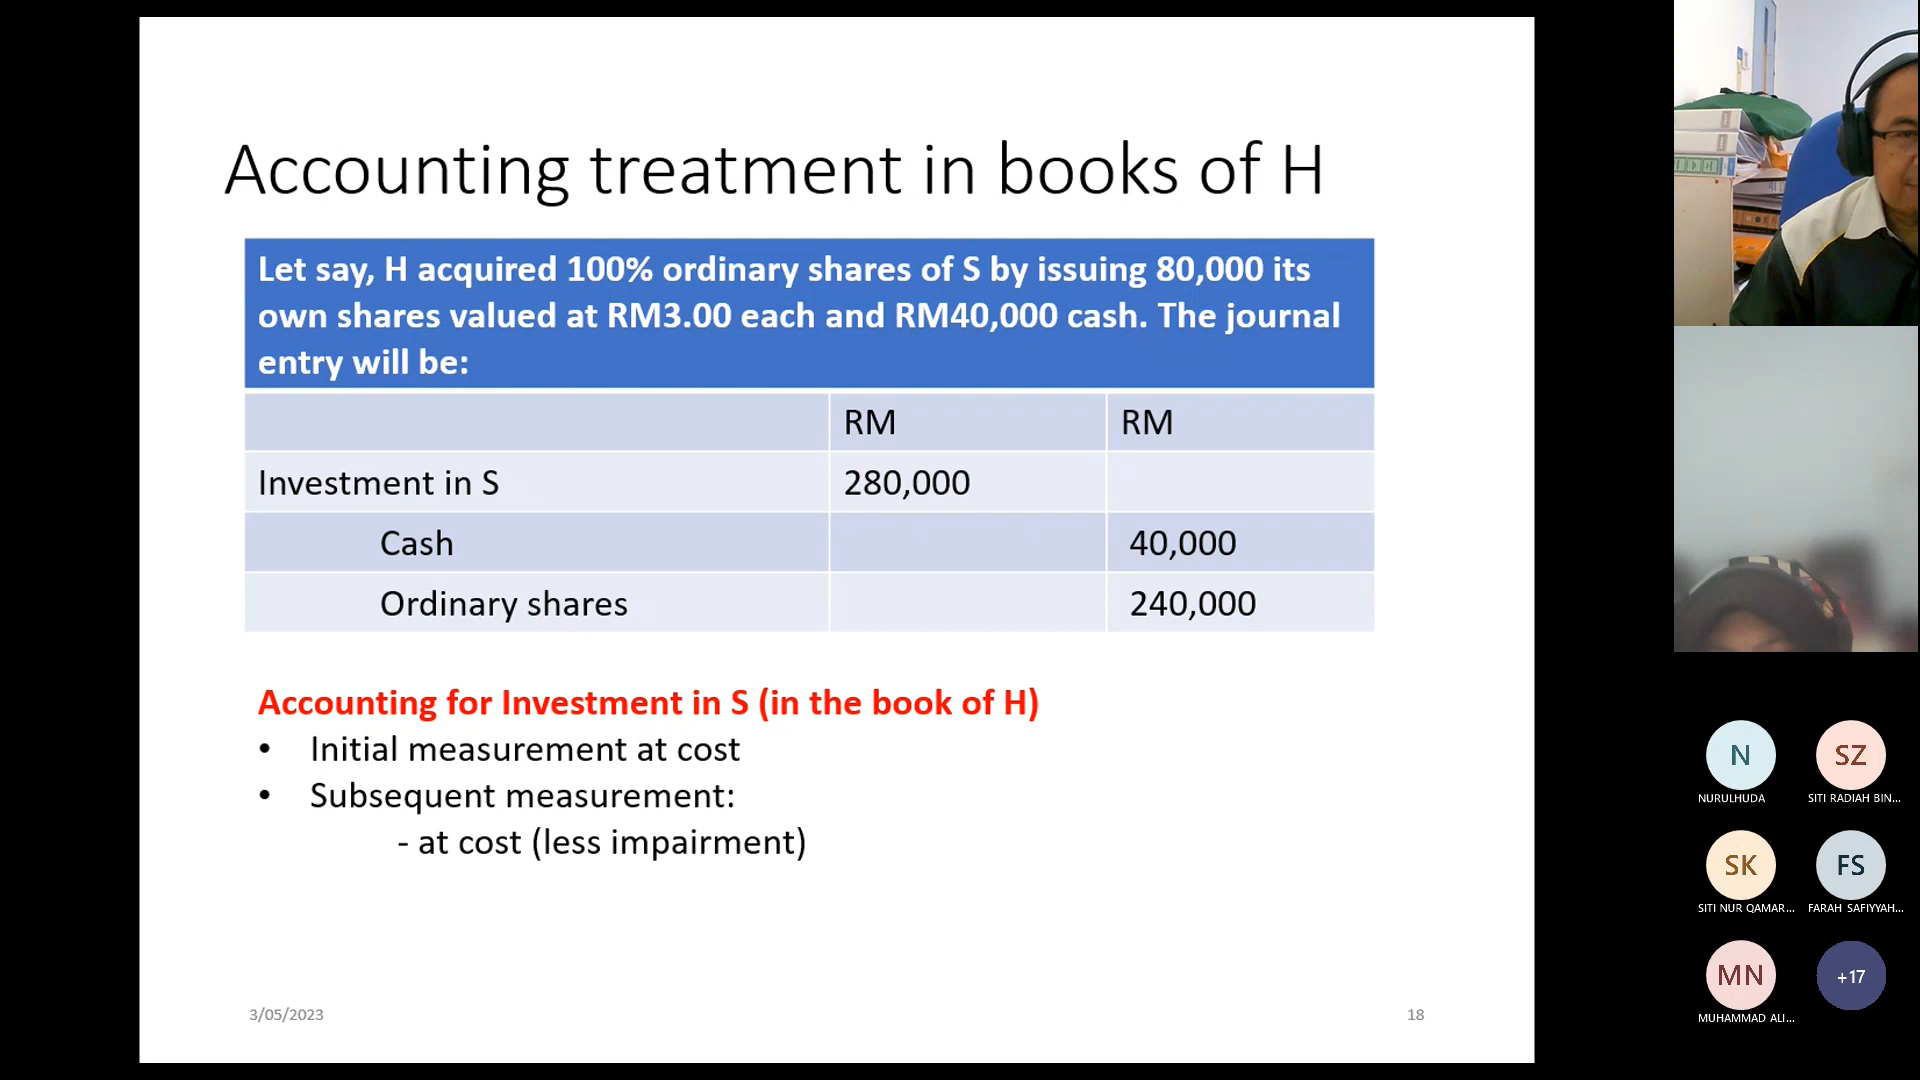 Accounting treatment in books of H
Let say, H acquired 100% ordinary shares of S by issuing 80,000 its
own shares valued at RM3.00 each and RM40,000 cash. The journal
entry will be:
RM RM
Investment in S 280,000
Cash 40,000
Ordinary shares 240,000
Accounting for Investment in S (in the book of H)
• Initial measurement at cost
• Subsequent measurement:
- at cost (less impairment)
3/05/2023 18
N SZ
NURULHUDA SITI RADIAH BIN...
SK FS
SITI NUR QAMAR... FARAH SAFIYYAH...
MN +17
MUHAMMAD ALI...